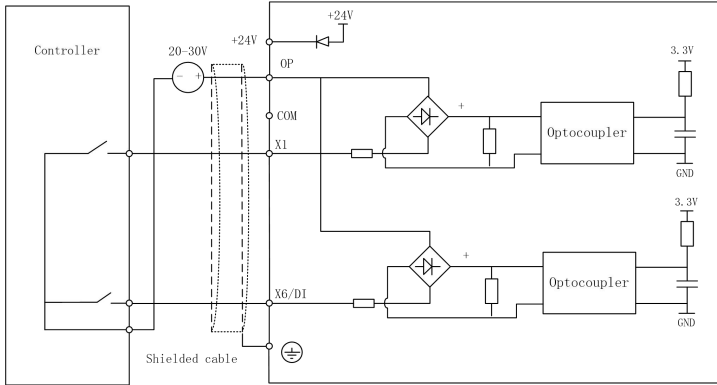 +24V
+24V
20-30V
Controller
OP
3.3V
- +
+
COM
Optocoupler
X1
GND
3.3V
+
X6/DI
Optocoupler
GND
Shielded cable